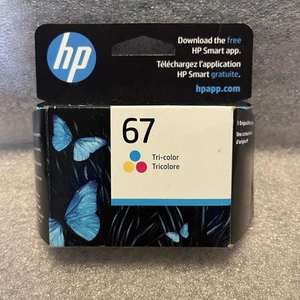 hp
Download the free
HP Smart app.
Téléchargez l'application
HP Smart gratuite.
hpapp.com
67
Tri-color
Tricolore